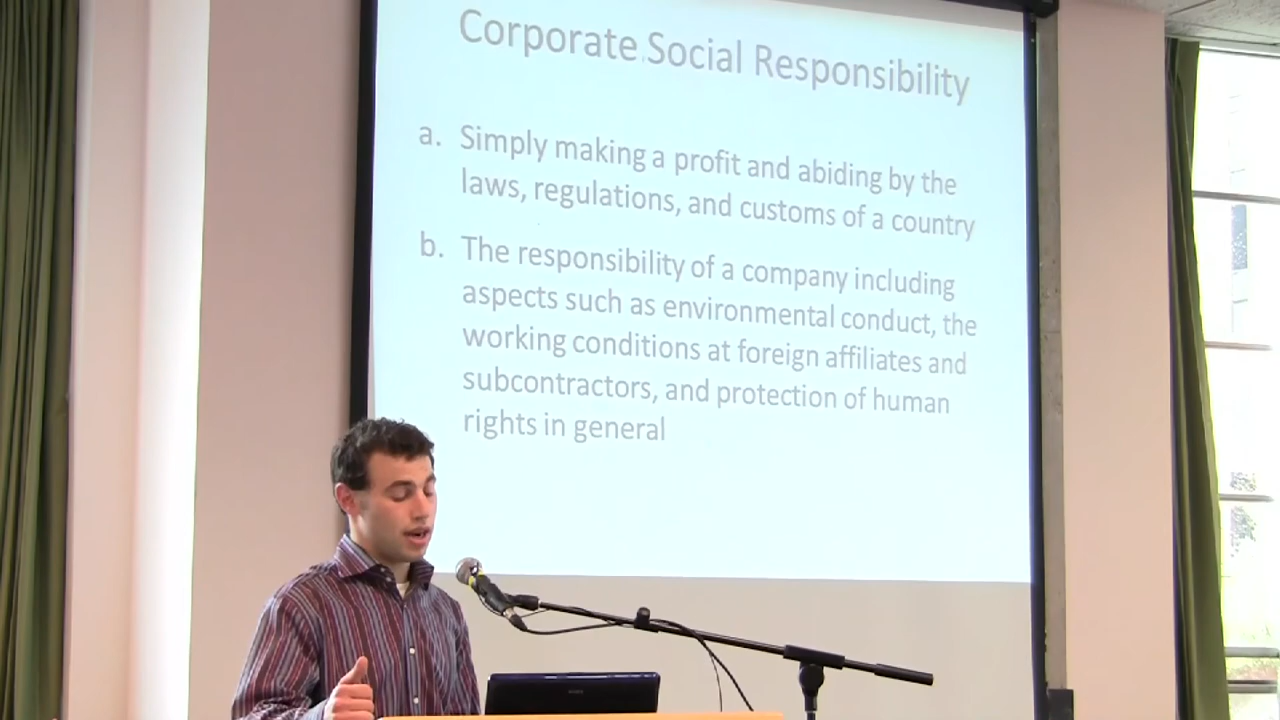 Corporate Social Responsibility
a. Simply making a profit and abiding by the
laws, regulations, and customs of a country
b. The responsibility of a company including
aspects such as environmental conduct, the
working conditions at foreign affiliates and
subcontractors, and protection of human
rights in general